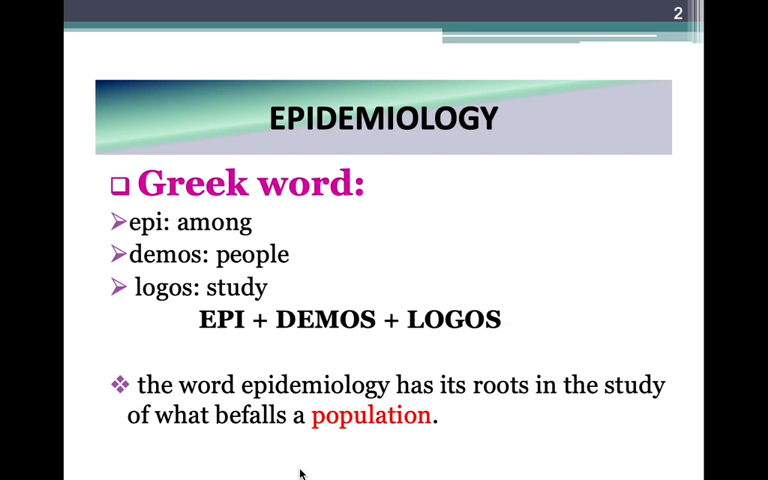 2
EPIDEMIOLOGY
Greek word:
epi: among
demos: people
logos: study
EPI + DEMOS + LOGOS
the word epidemiology has its roots in the study
of what befalls a population.